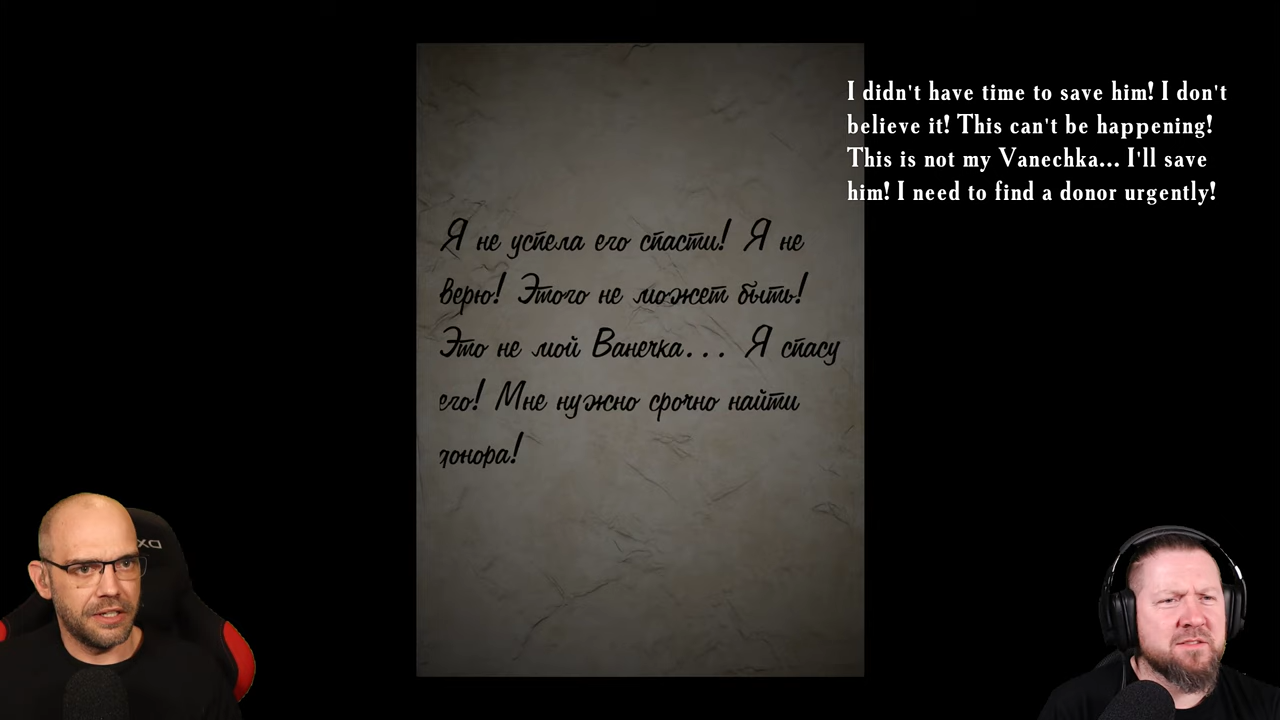 Я не успела его спасти! Я не
верю! Этого не может быть!
Это не мой Ванечка... Я спасу
его! Мне нужно срочно найти
донора!
I didn't have time to save him! I don't
believe it! This can't be happening!
This is not my Vanechka... I'll save
him! I need to find a donor urgently!